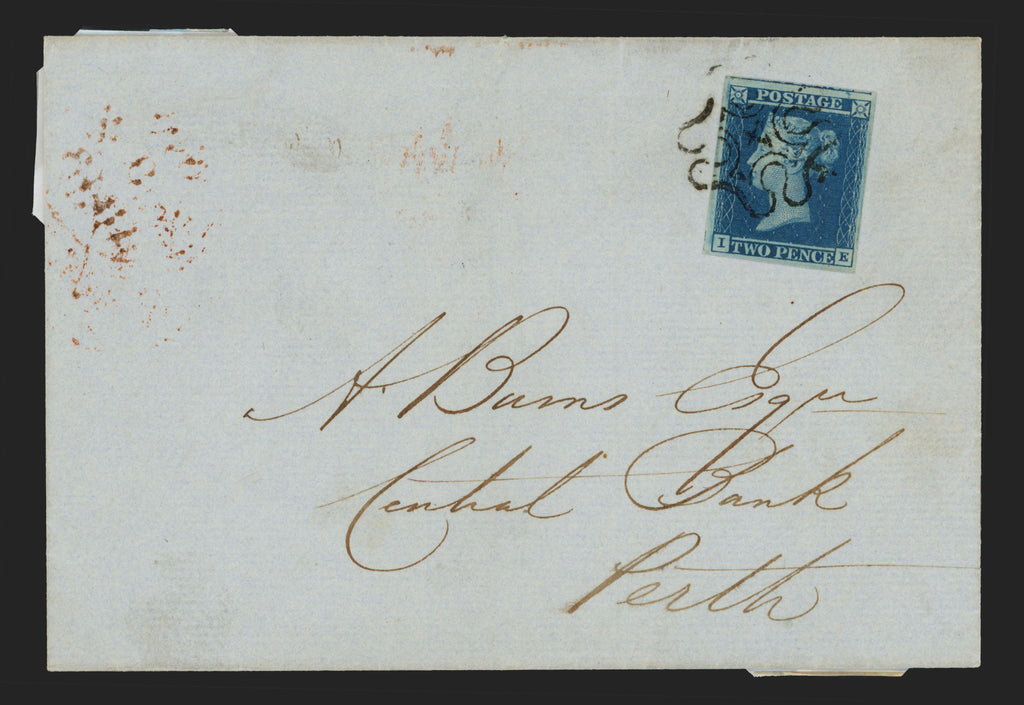 POSTAGE
I TWO PENCE E
A. Burns Esqr
Central Bank
Perth